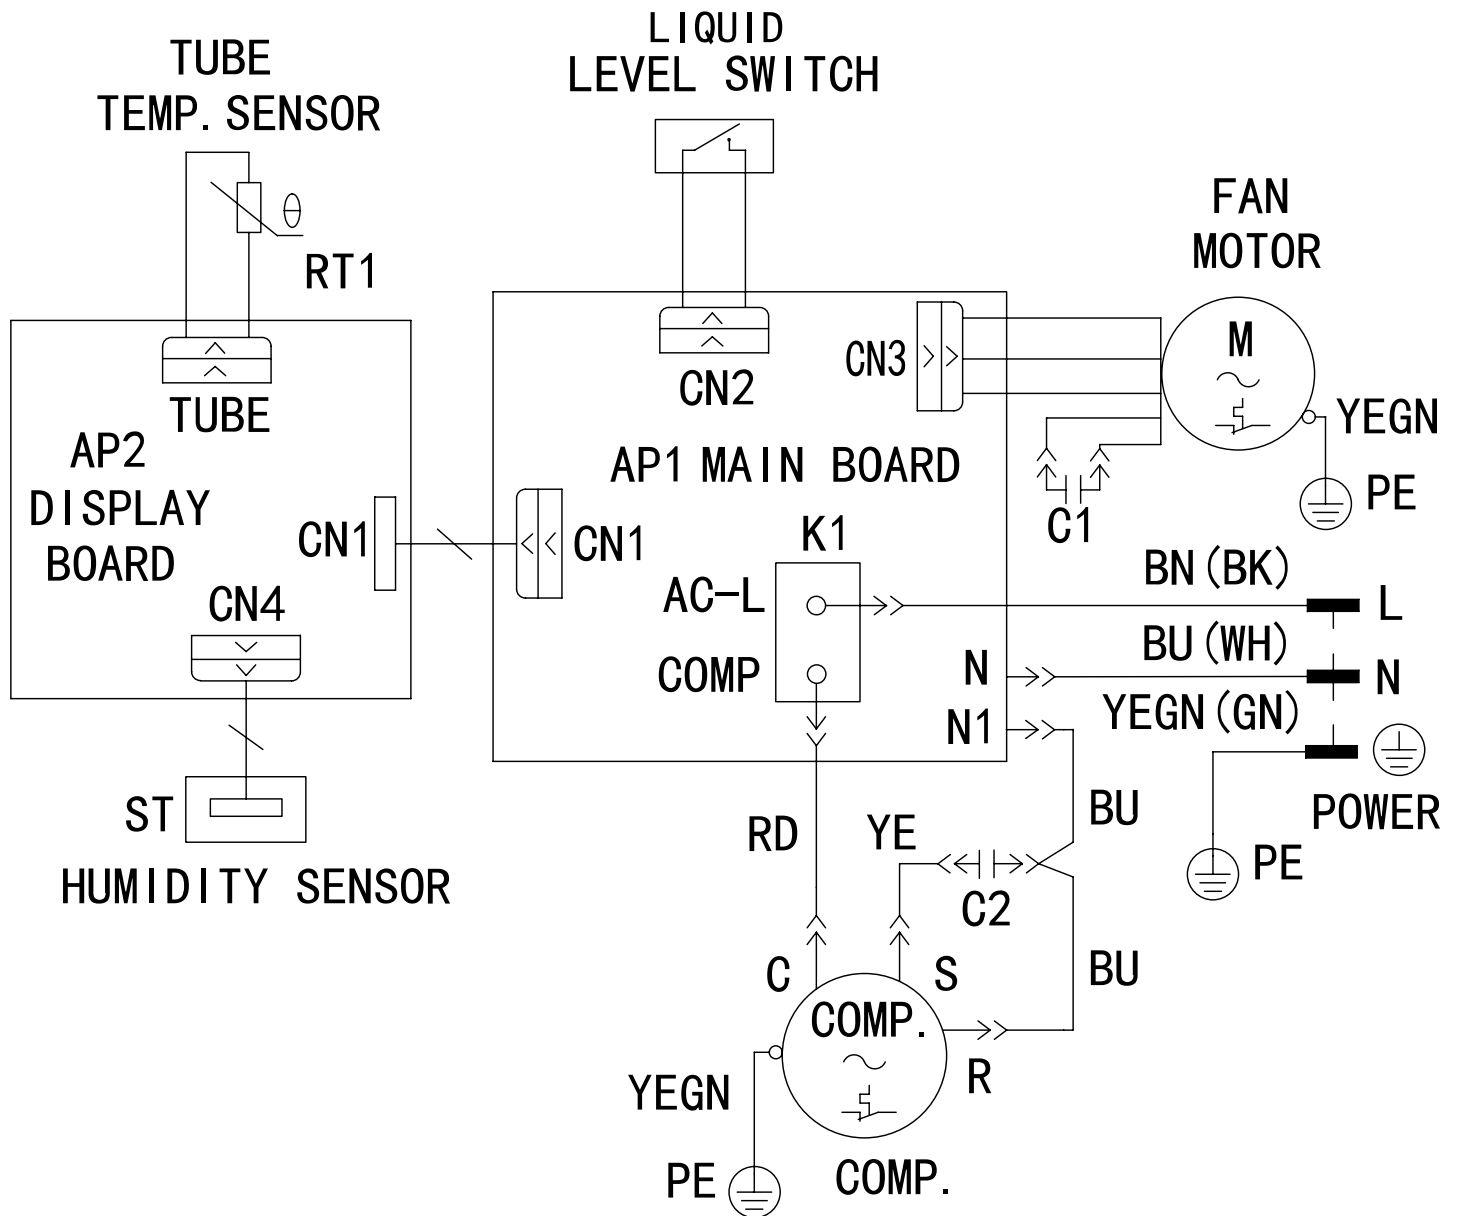 TUBE
TEMP. SENSOR
RT1
LIQUID
LEVEL SWITCH
FAN
MOTOR
M
YEGN
PE
TUBE
AP2
DISPLAY
BOARD
CN1
CN4
ST
HUMIDITY SENSOR
CN2
CN3
AP1 MAIN BOARD
CN1
K1
AC-L
COMP
N
N1
C1
BN(BK)
L
BU(WH)
N
YEGN(GN)
POWER
PE
RD
YE
BU
C2
C
S
BU
COMP.
R
YEGN
PE
COMP.